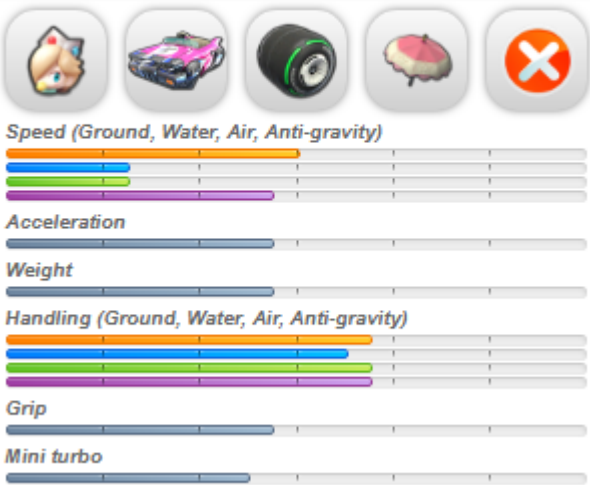 Speed (Ground, Water, Air, Anti-gravity)
Acceleration
Weight
Handling (Ground, Water, Air, Anti-gravity)
Grip
Mini turbo